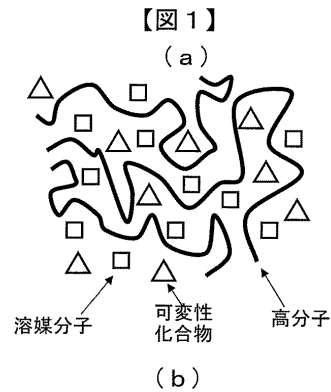 【図１】
（ａ）
溶媒分子
可変性
化合物
高分子
（ｂ）